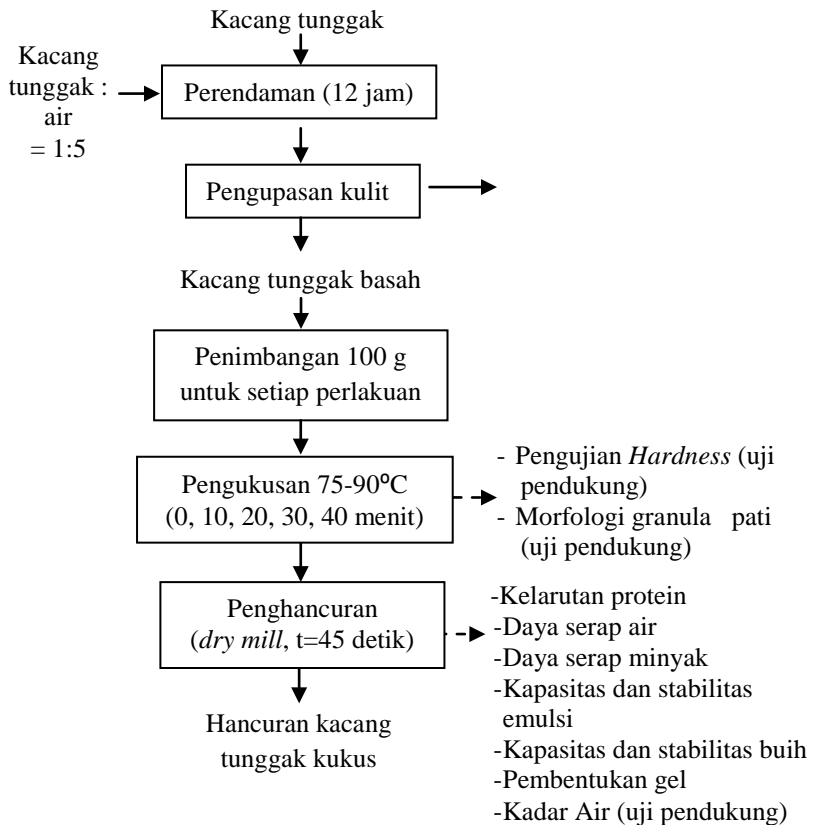 Kacang tunggak
Kacang
tunggak :
air
= 1:5
Perendaman (12 jam)
Pengupasan kulit
Kacang tunggak basah
Penimbangan 100 g
untuk setiap perlakuan
Pengukusan 75-90⁰C
(0, 10, 20, 30, 40 menit)
- Pengujian Hardness (uji
pendukung)
- Morfologi granula pati
(uji pendukung)
Penghancuran
(dry mill, t=45 detik)
-Kelarutan protein
-Daya serap air
-Daya serap minyak
-Kapasitas dan stabilitas
emulsi
-Kapasitas dan stabilitas buih
-Pembentukan gel
-Kadar Air (uji pendukung)
Hancuran kacang
tunggak kukus